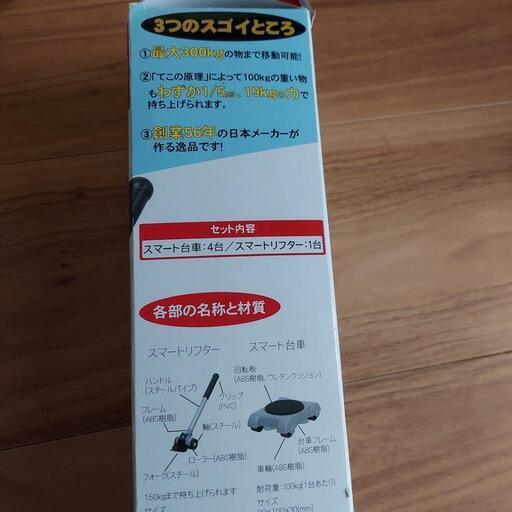 3つのスゴイところ
①最大300kgの物まで移動可能!
②「てこの原理」によって100kgの重い物
もわずか1/5、19kgの力で
持ち上げられます。
③創業56年の日本メーカーが
作る逸品です!
セット内容
スマート台車:4台/スマートリフター:1台
各部の名称と材質
スマートリフター
ハンドル
(スチールパイプ)
グリップ
(PVC)
フレーム
(ABS樹脂)
軸(スチール)
ローラー(ABS樹脂)
フォーク(スチール)
150kgまで持ち上げられます
サイズ
スマート台車
回転板
(ABS樹脂、ウレタンクッション)
台車フレーム
(ABS樹脂)
車輪(ABS樹脂)
耐荷重:100kg(1台あたり)
サイズ